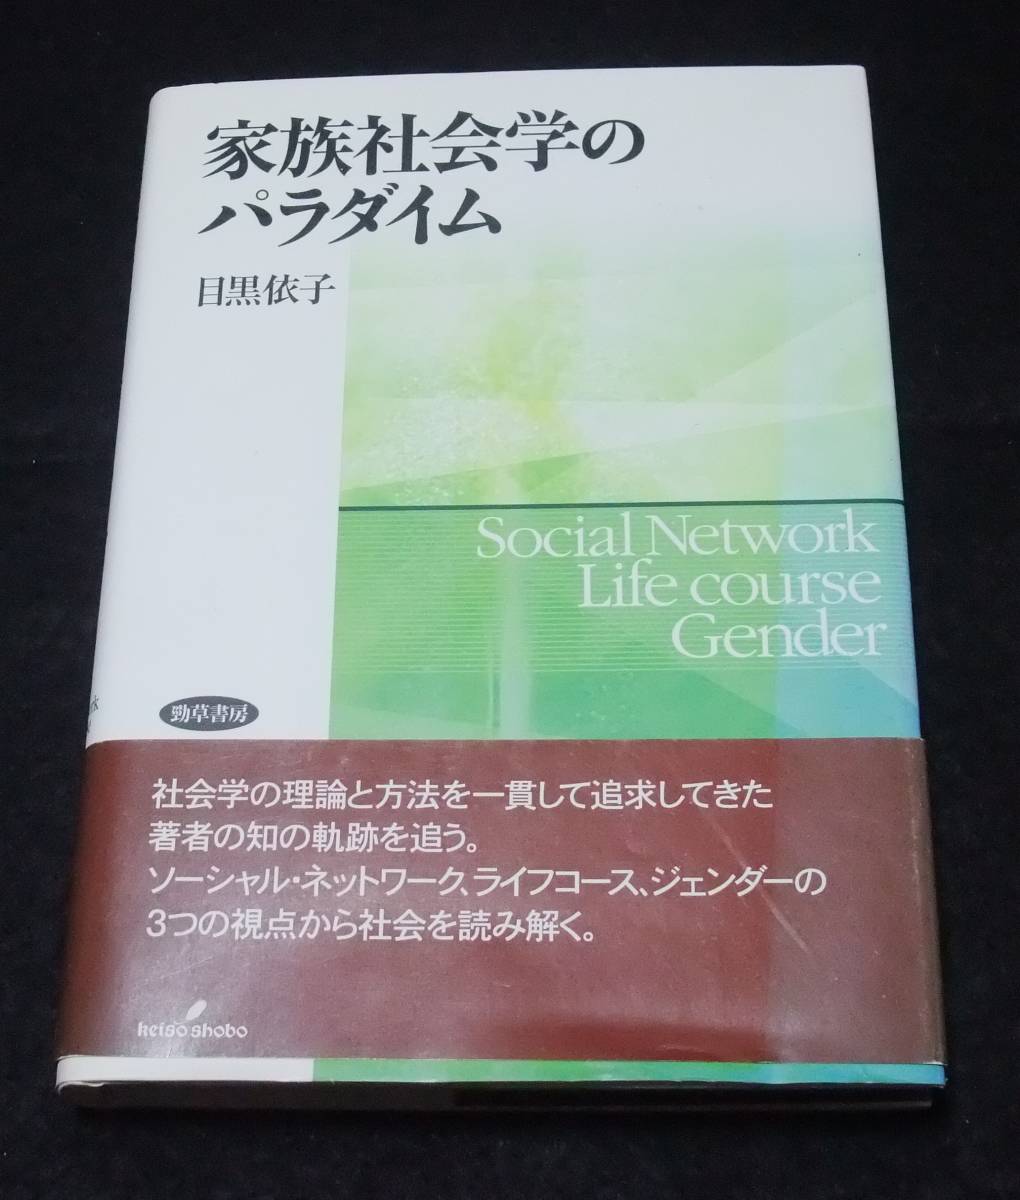 家族社会学の
パラダイム
目黒依子
Social Network
Life course
Gender
勁草書房
社会学の理論と方法を一貫して追求してきた
著者の知の軌跡を追う。
ソーシャル・ネットワーク、ライフコース、ジェンダーの
3つの視点から社会を読み解く。
keiso shobo